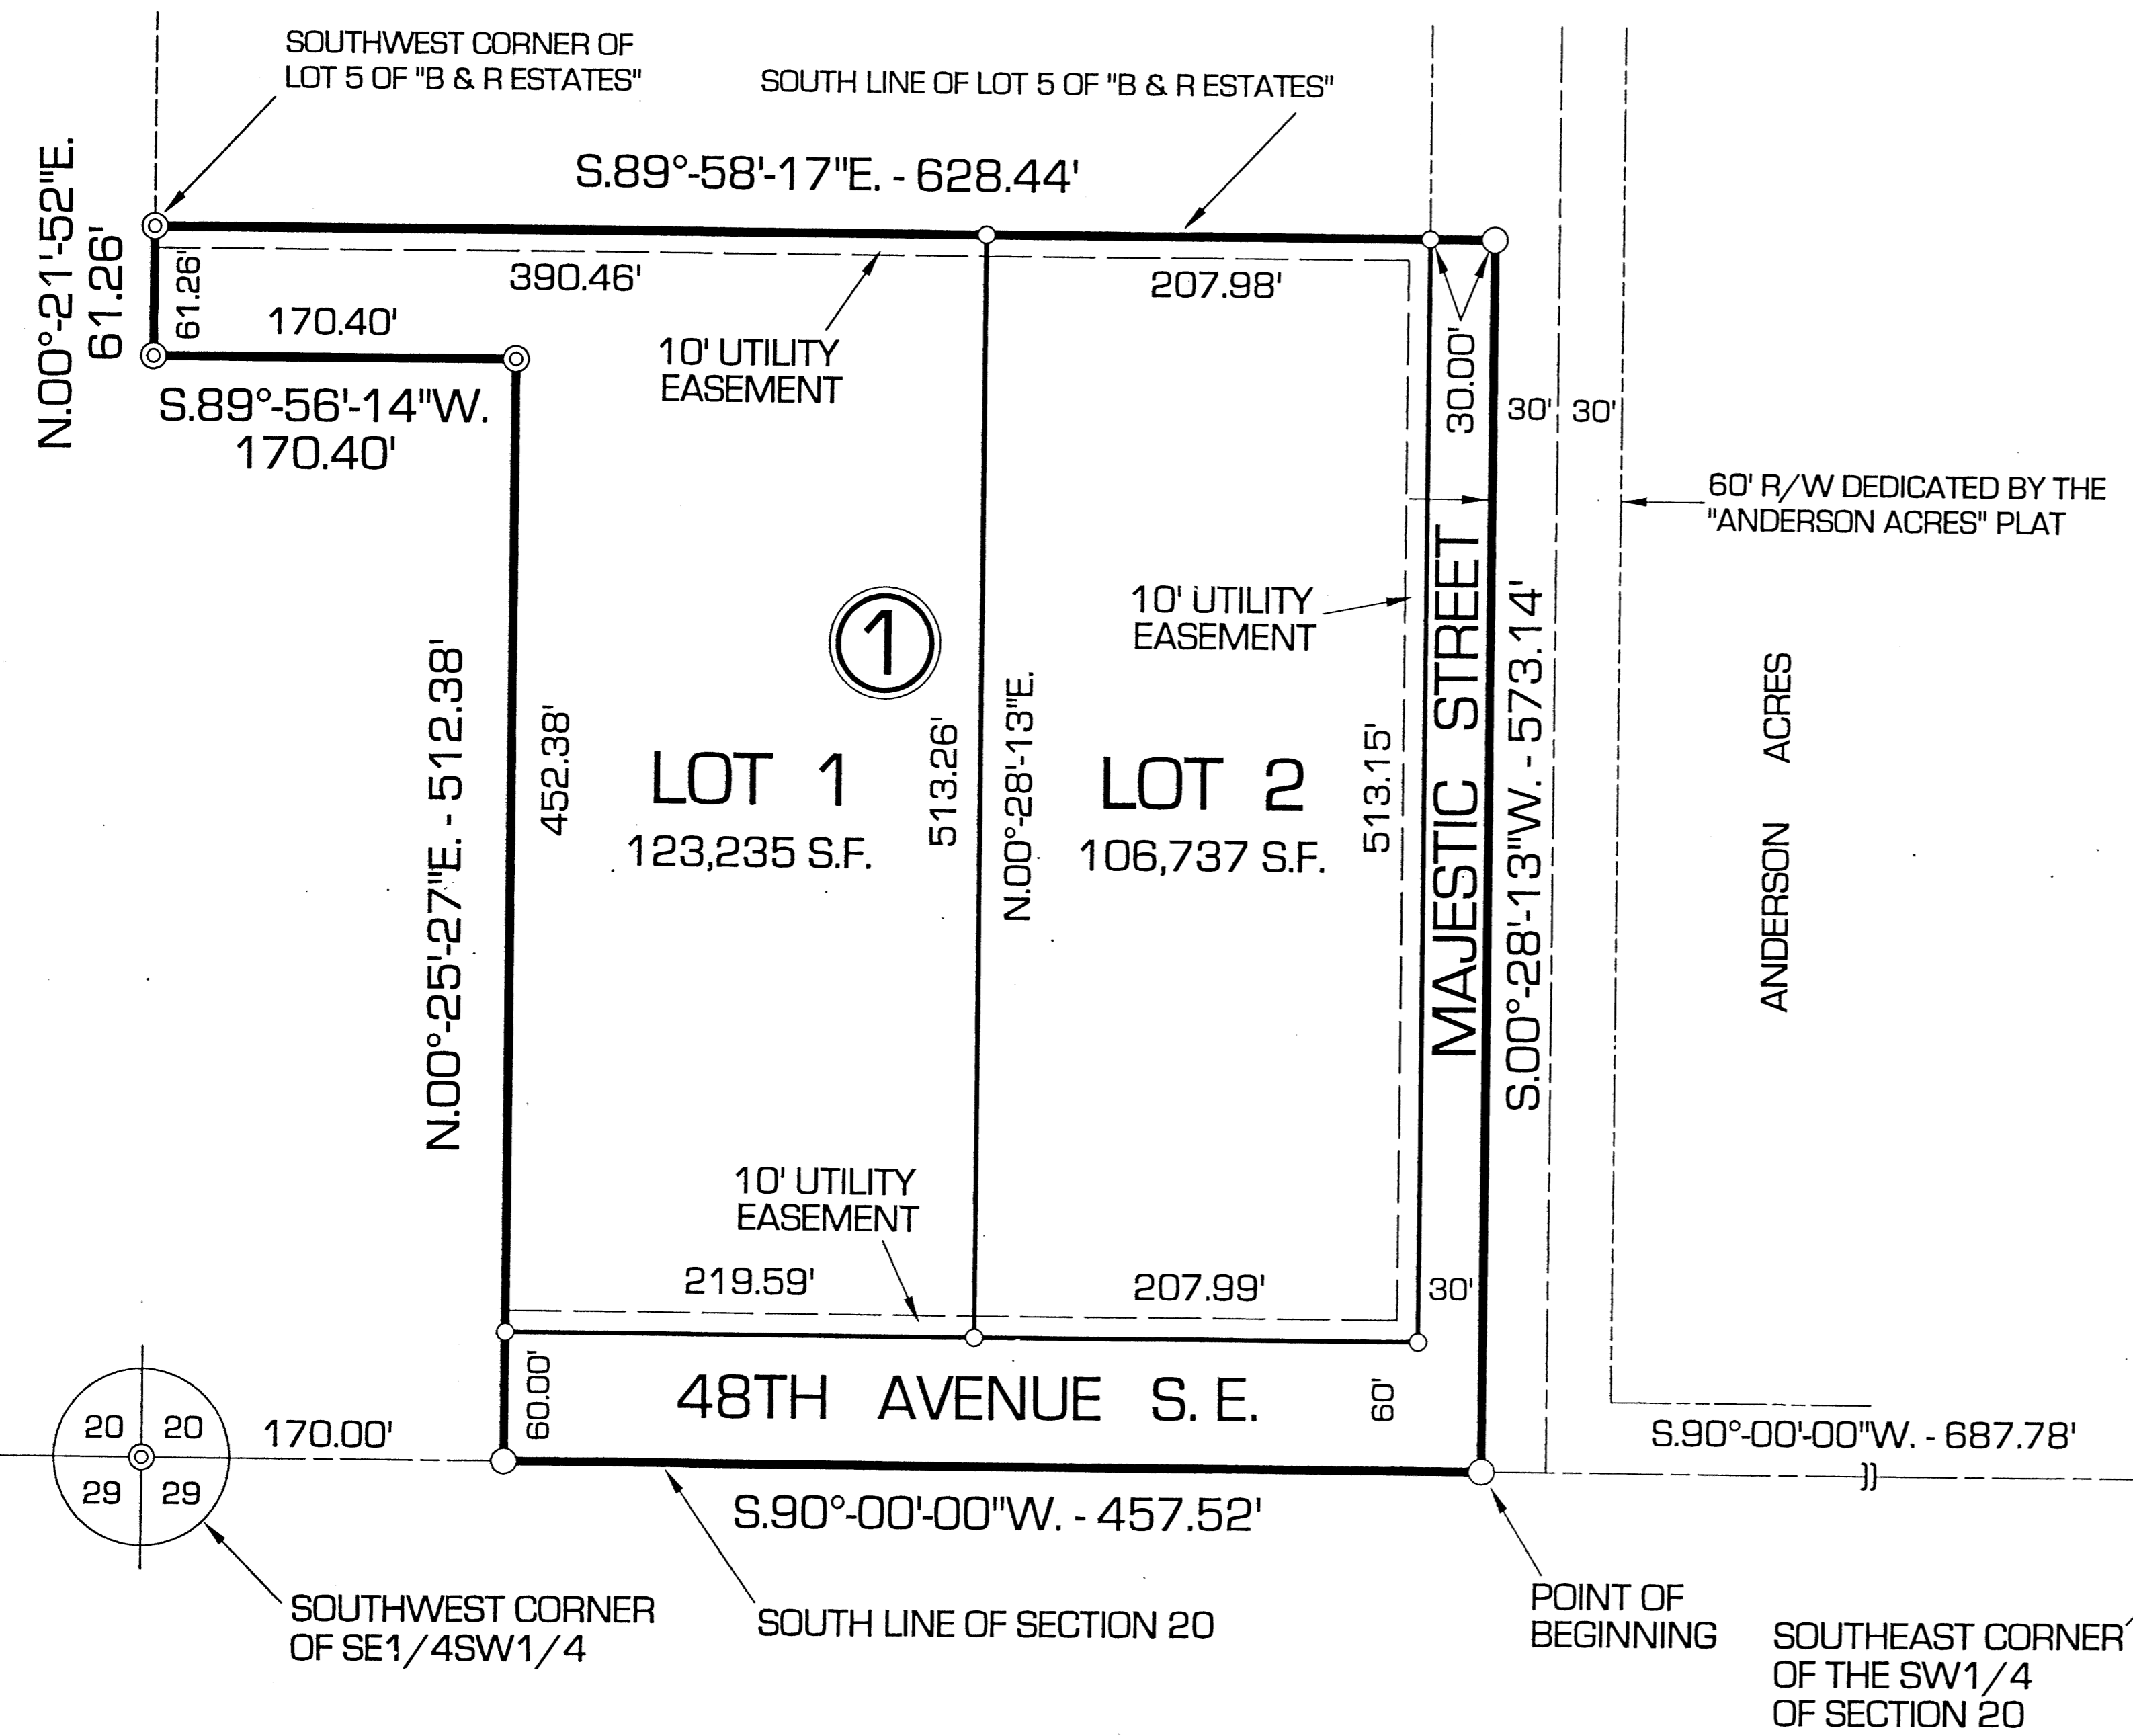 SOUTHWEST CORNER OF
LOT 5 OF "B & R ESTATES"
SOUTH LINE OF LOT 5 OF "B & R ESTATES"
S.89°-58'-17"E. - 628.44'
N.00°-21'-52"E.
61.26'
61.26'
390.46'
207.98'
170.40'
10' UTILITY
EASEMENT
S.89°-56'-14"W.
170.40'
30.00'
30'
30'
60' R/W DEDICATED BY THE
"ANDERSON ACRES" PLAT
1
10' UTILITY
EASEMENT
N.00°-25'-27"E. - 512.38'
452.38'
LOT 1
123,235 S.F.
513.26'
N.00°-28'-13"E.
LOT 2
106,737 S.F.
513.15'
MAJESTIC STREET
S.00°-28'-13"W. - 573.14'
ANDERSON ACRES
10' UTILITY
EASEMENT
219.59'
207.99'
30'
60.00'
48TH AVENUE S. E.
60'
20 20
29 29
170.00'
S.90°-00'-00"W. - 687.78'
S.90°-00'-00"W. - 457.52'
SOUTHWEST CORNER
OF SE1/4SW1/4
SOUTH LINE OF SECTION 20
POINT OF
BEGINNING
SOUTHEAST CORNER
OF THE SW1/4
OF SECTION 20